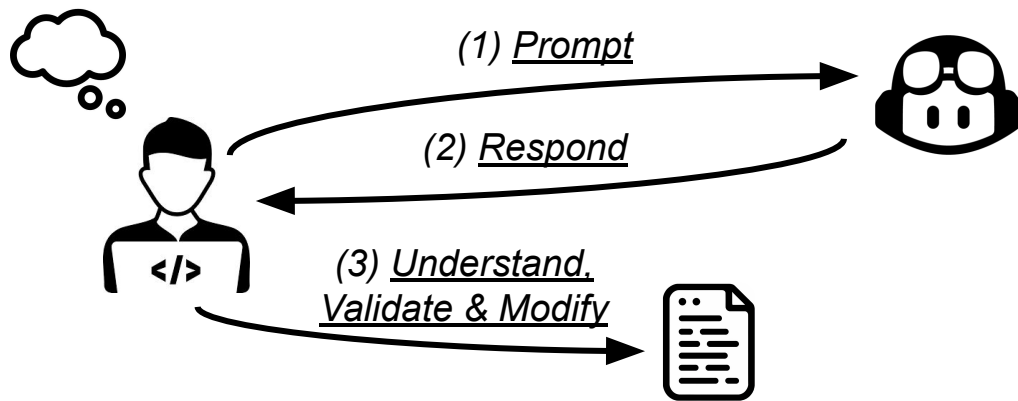 (1) Prompt
(2) Respond
</>
(3) Understand,
Validate & Modify